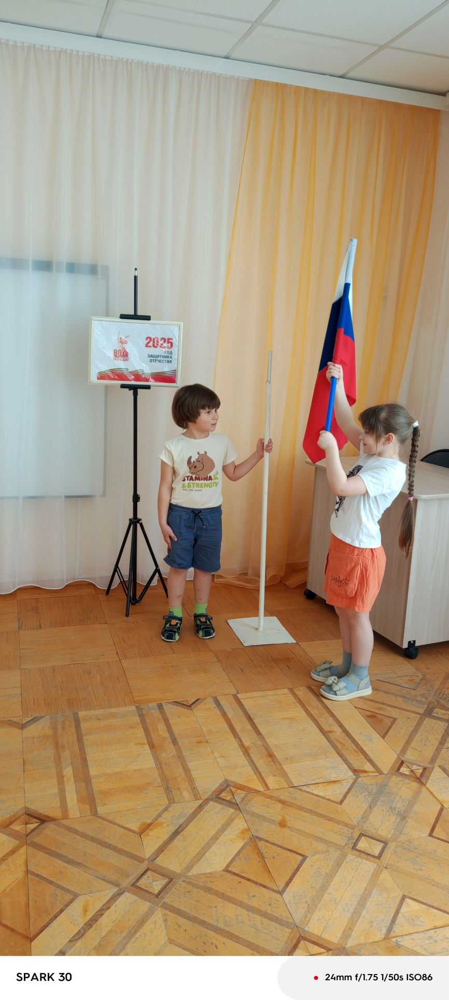 80
ПОБЕДА!
2025
ГОД
ЗАЩИТНИКА
ОТЕЧЕСТВА
STAMINA
& STRENGTH
WILL AND INTENT
perfect
SPARK 30
24mm f/1.75 1/50s ISO86